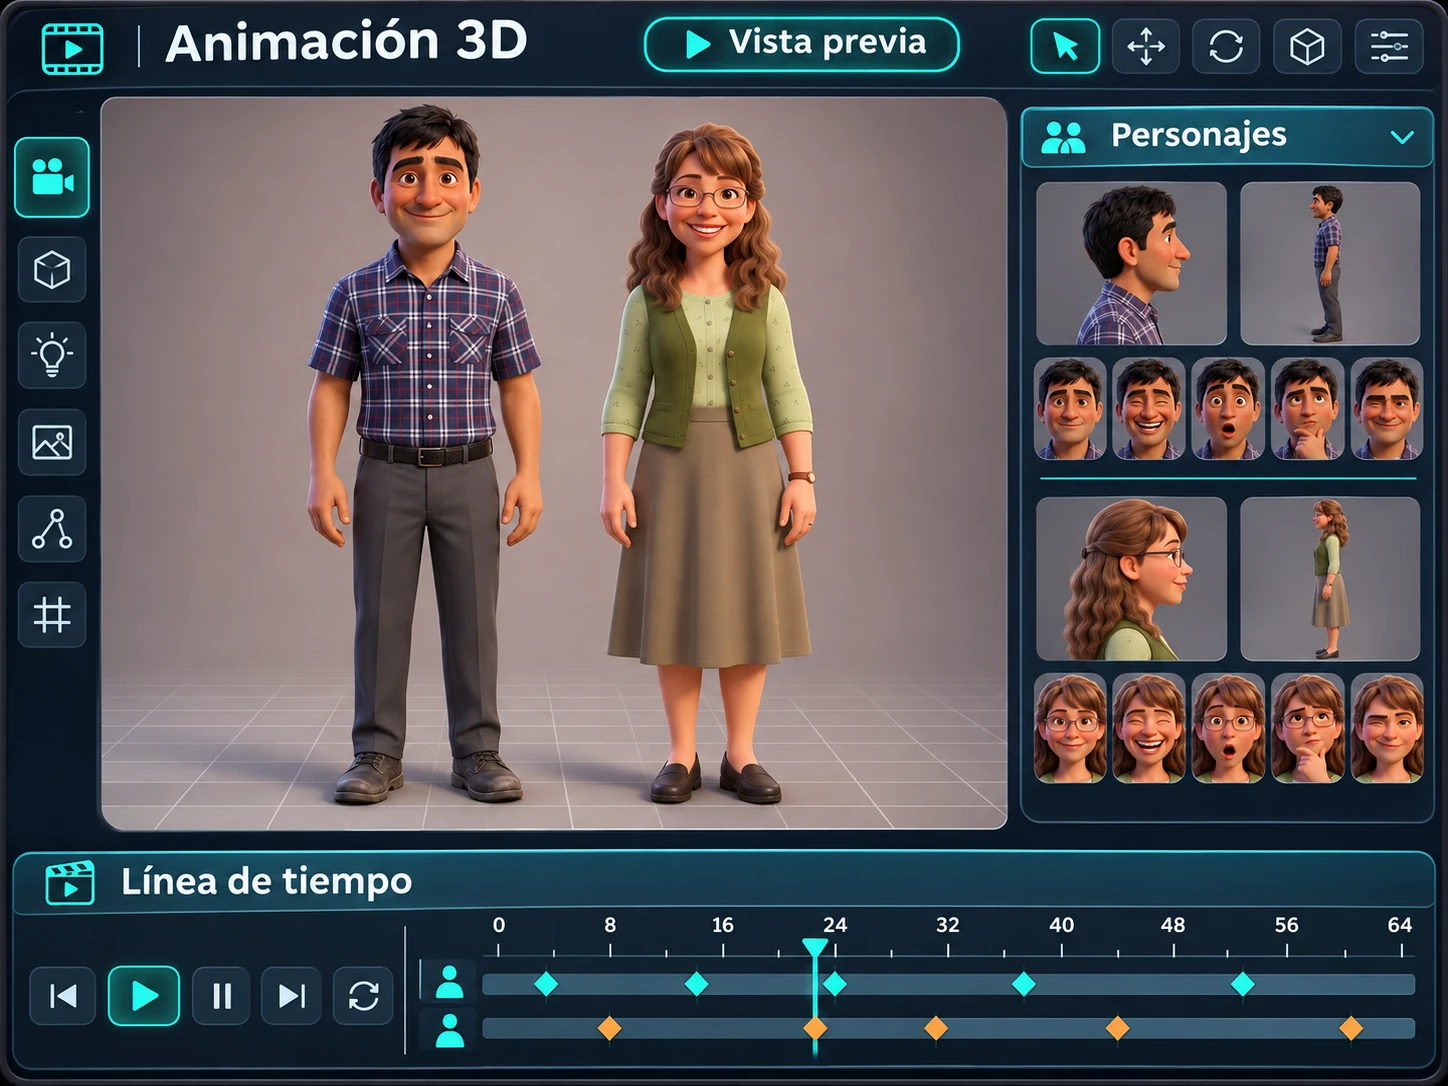 Animación 3D
Vista previa
Personajes
Línea de tiempo
0 8 16 24 32 40 48 56 64